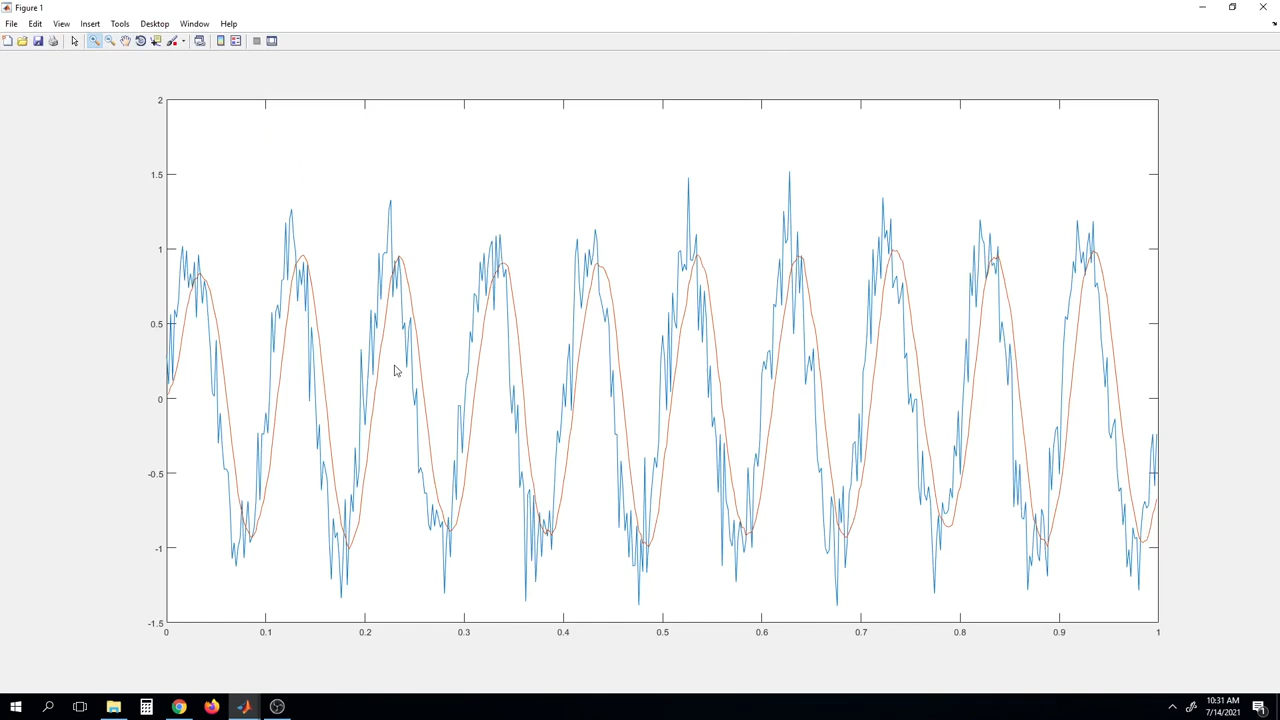 Figure 1
File Edit View Insert Tools Desktop Window Help
2
1.5
1
0.5
0
-0.5
-1
-1.5
0 0.1 0.2 0.3 0.4 0.5 0.6 0.7 0.8 0.9 1
10:31 AM
7/14/2021
1